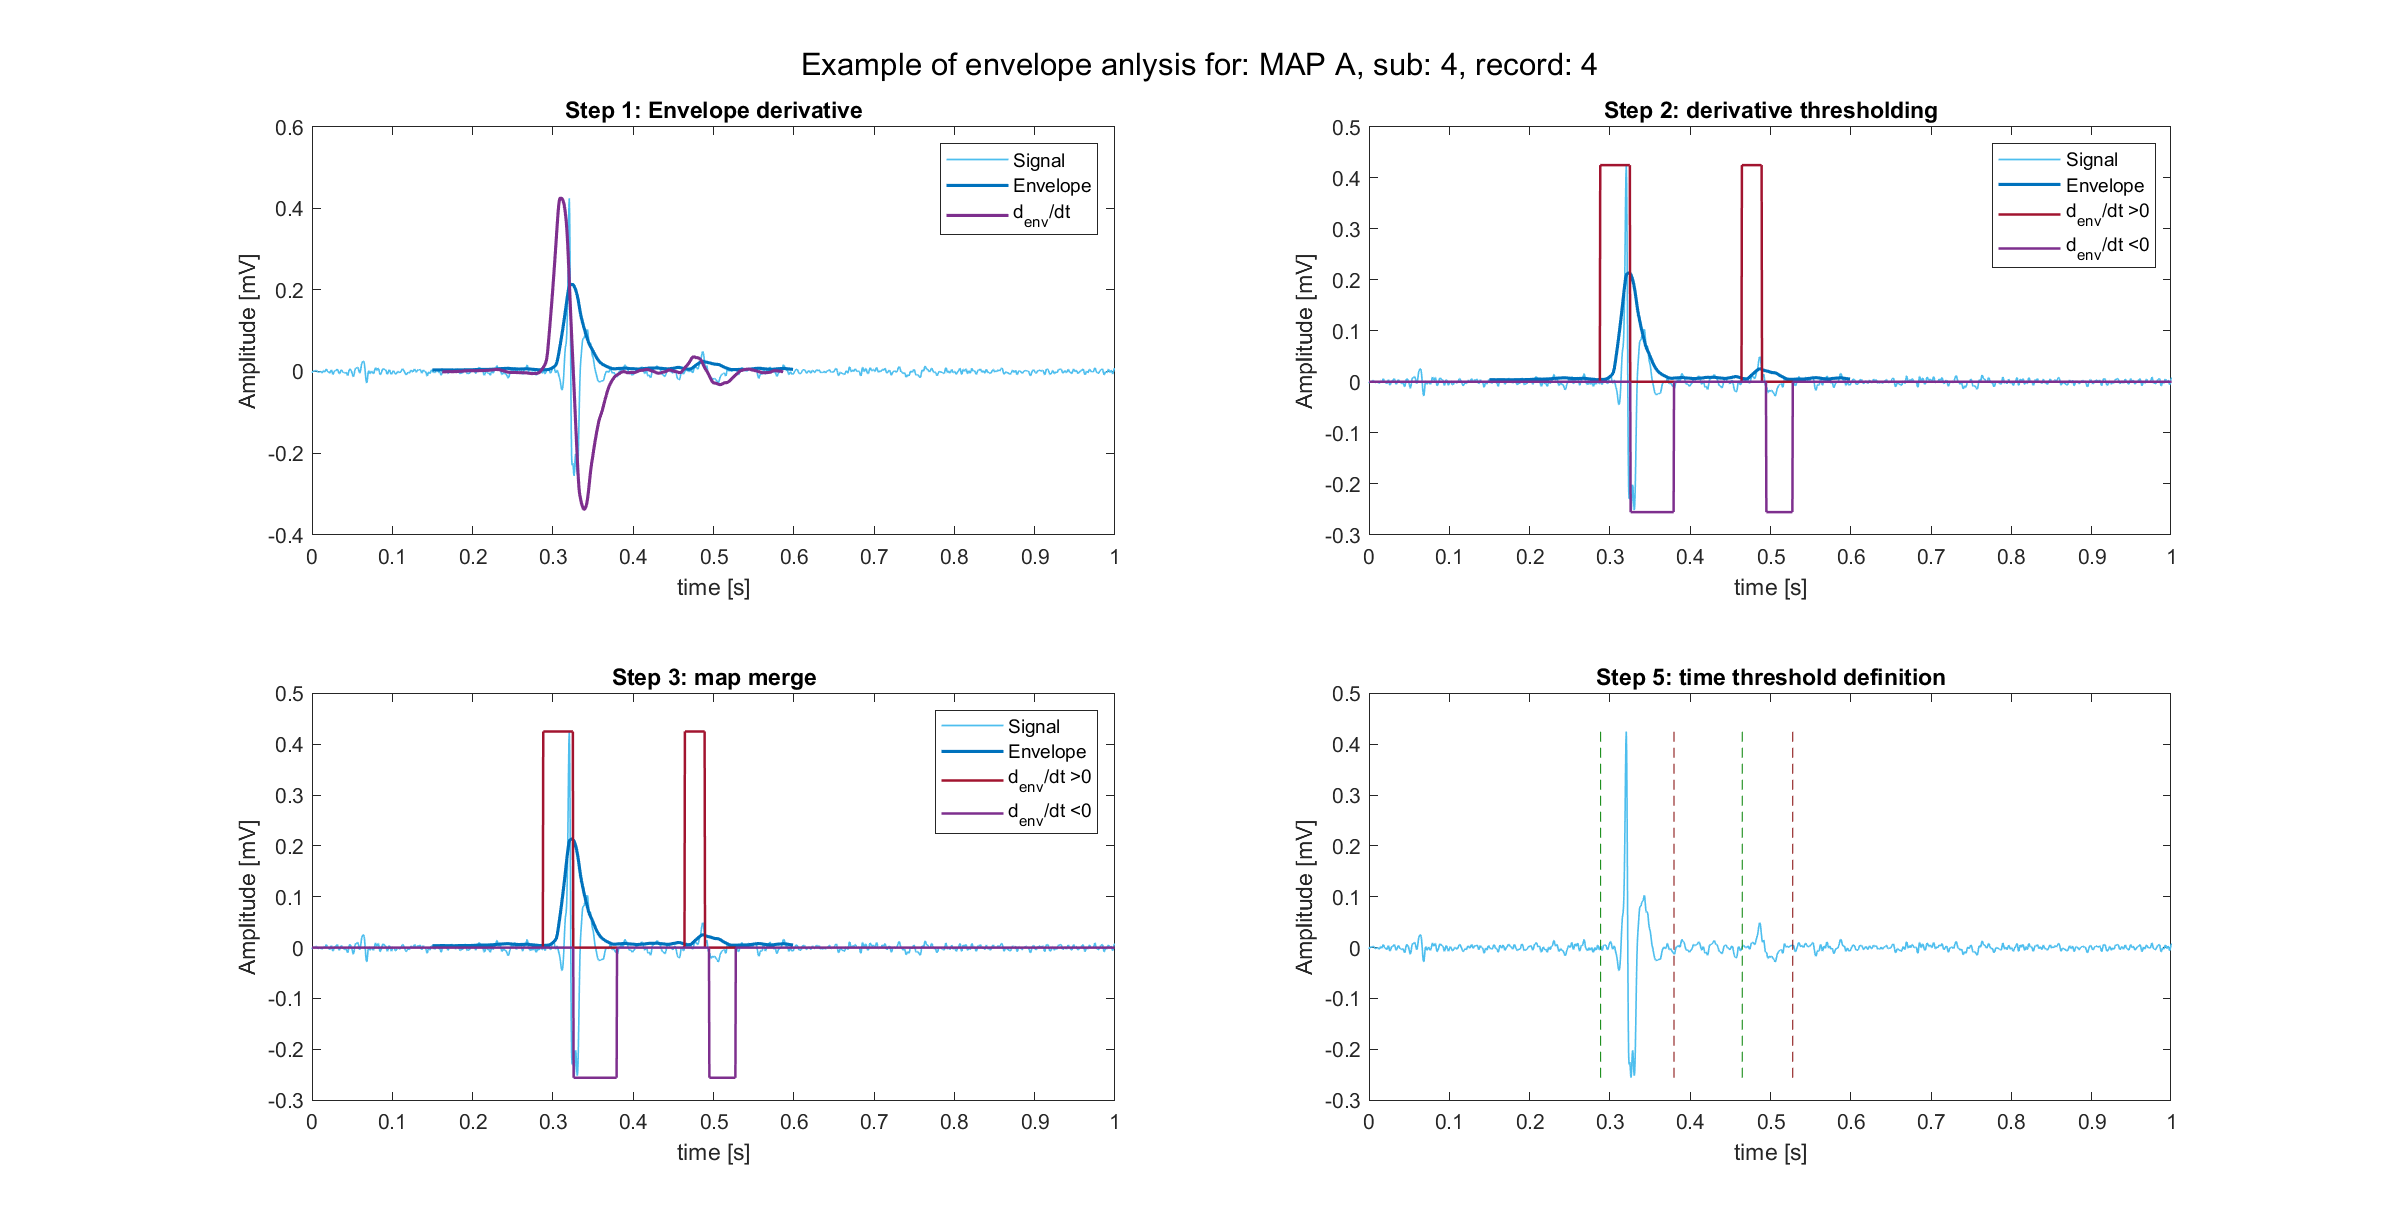 Example of envelope anlysis for: MAP A, sub: 4, record: 4
Step 1: Envelope derivative
0.6
0.4
0.2
0
-0.2
-0.4
Amplitude [mV]
Signal
Envelope
d_env/dt
0 0.1 0.2 0.3 0.4 0.5 0.6 0.7 0.8 0.9 1
time [s]
Step 2: derivative thresholding
0.5
0.4
0.3
0.2
0.1
0
-0.1
-0.2
-0.3
Amplitude [mV]
Signal
Envelope
d_env/dt >0
d_env/dt <0
0 0.1 0.2 0.3 0.4 0.5 0.6 0.7 0.8 0.9 1
time [s]
Step 3: map merge
0.5
0.4
0.3
0.2
0.1
0
-0.1
-0.2
-0.3
Amplitude [mV]
Signal
Envelope
d_env/dt >0
d_env/dt <0
0 0.1 0.2 0.3 0.4 0.5 0.6 0.7 0.8 0.9 1
time [s]
Step 5: time threshold definition
0.5
0.4
0.3
0.2
0.1
0
-0.1
-0.2
-0.3
Amplitude [mV]
0 0.1 0.2 0.3 0.4 0.5 0.6 0.7 0.8 0.9 1
time [s]